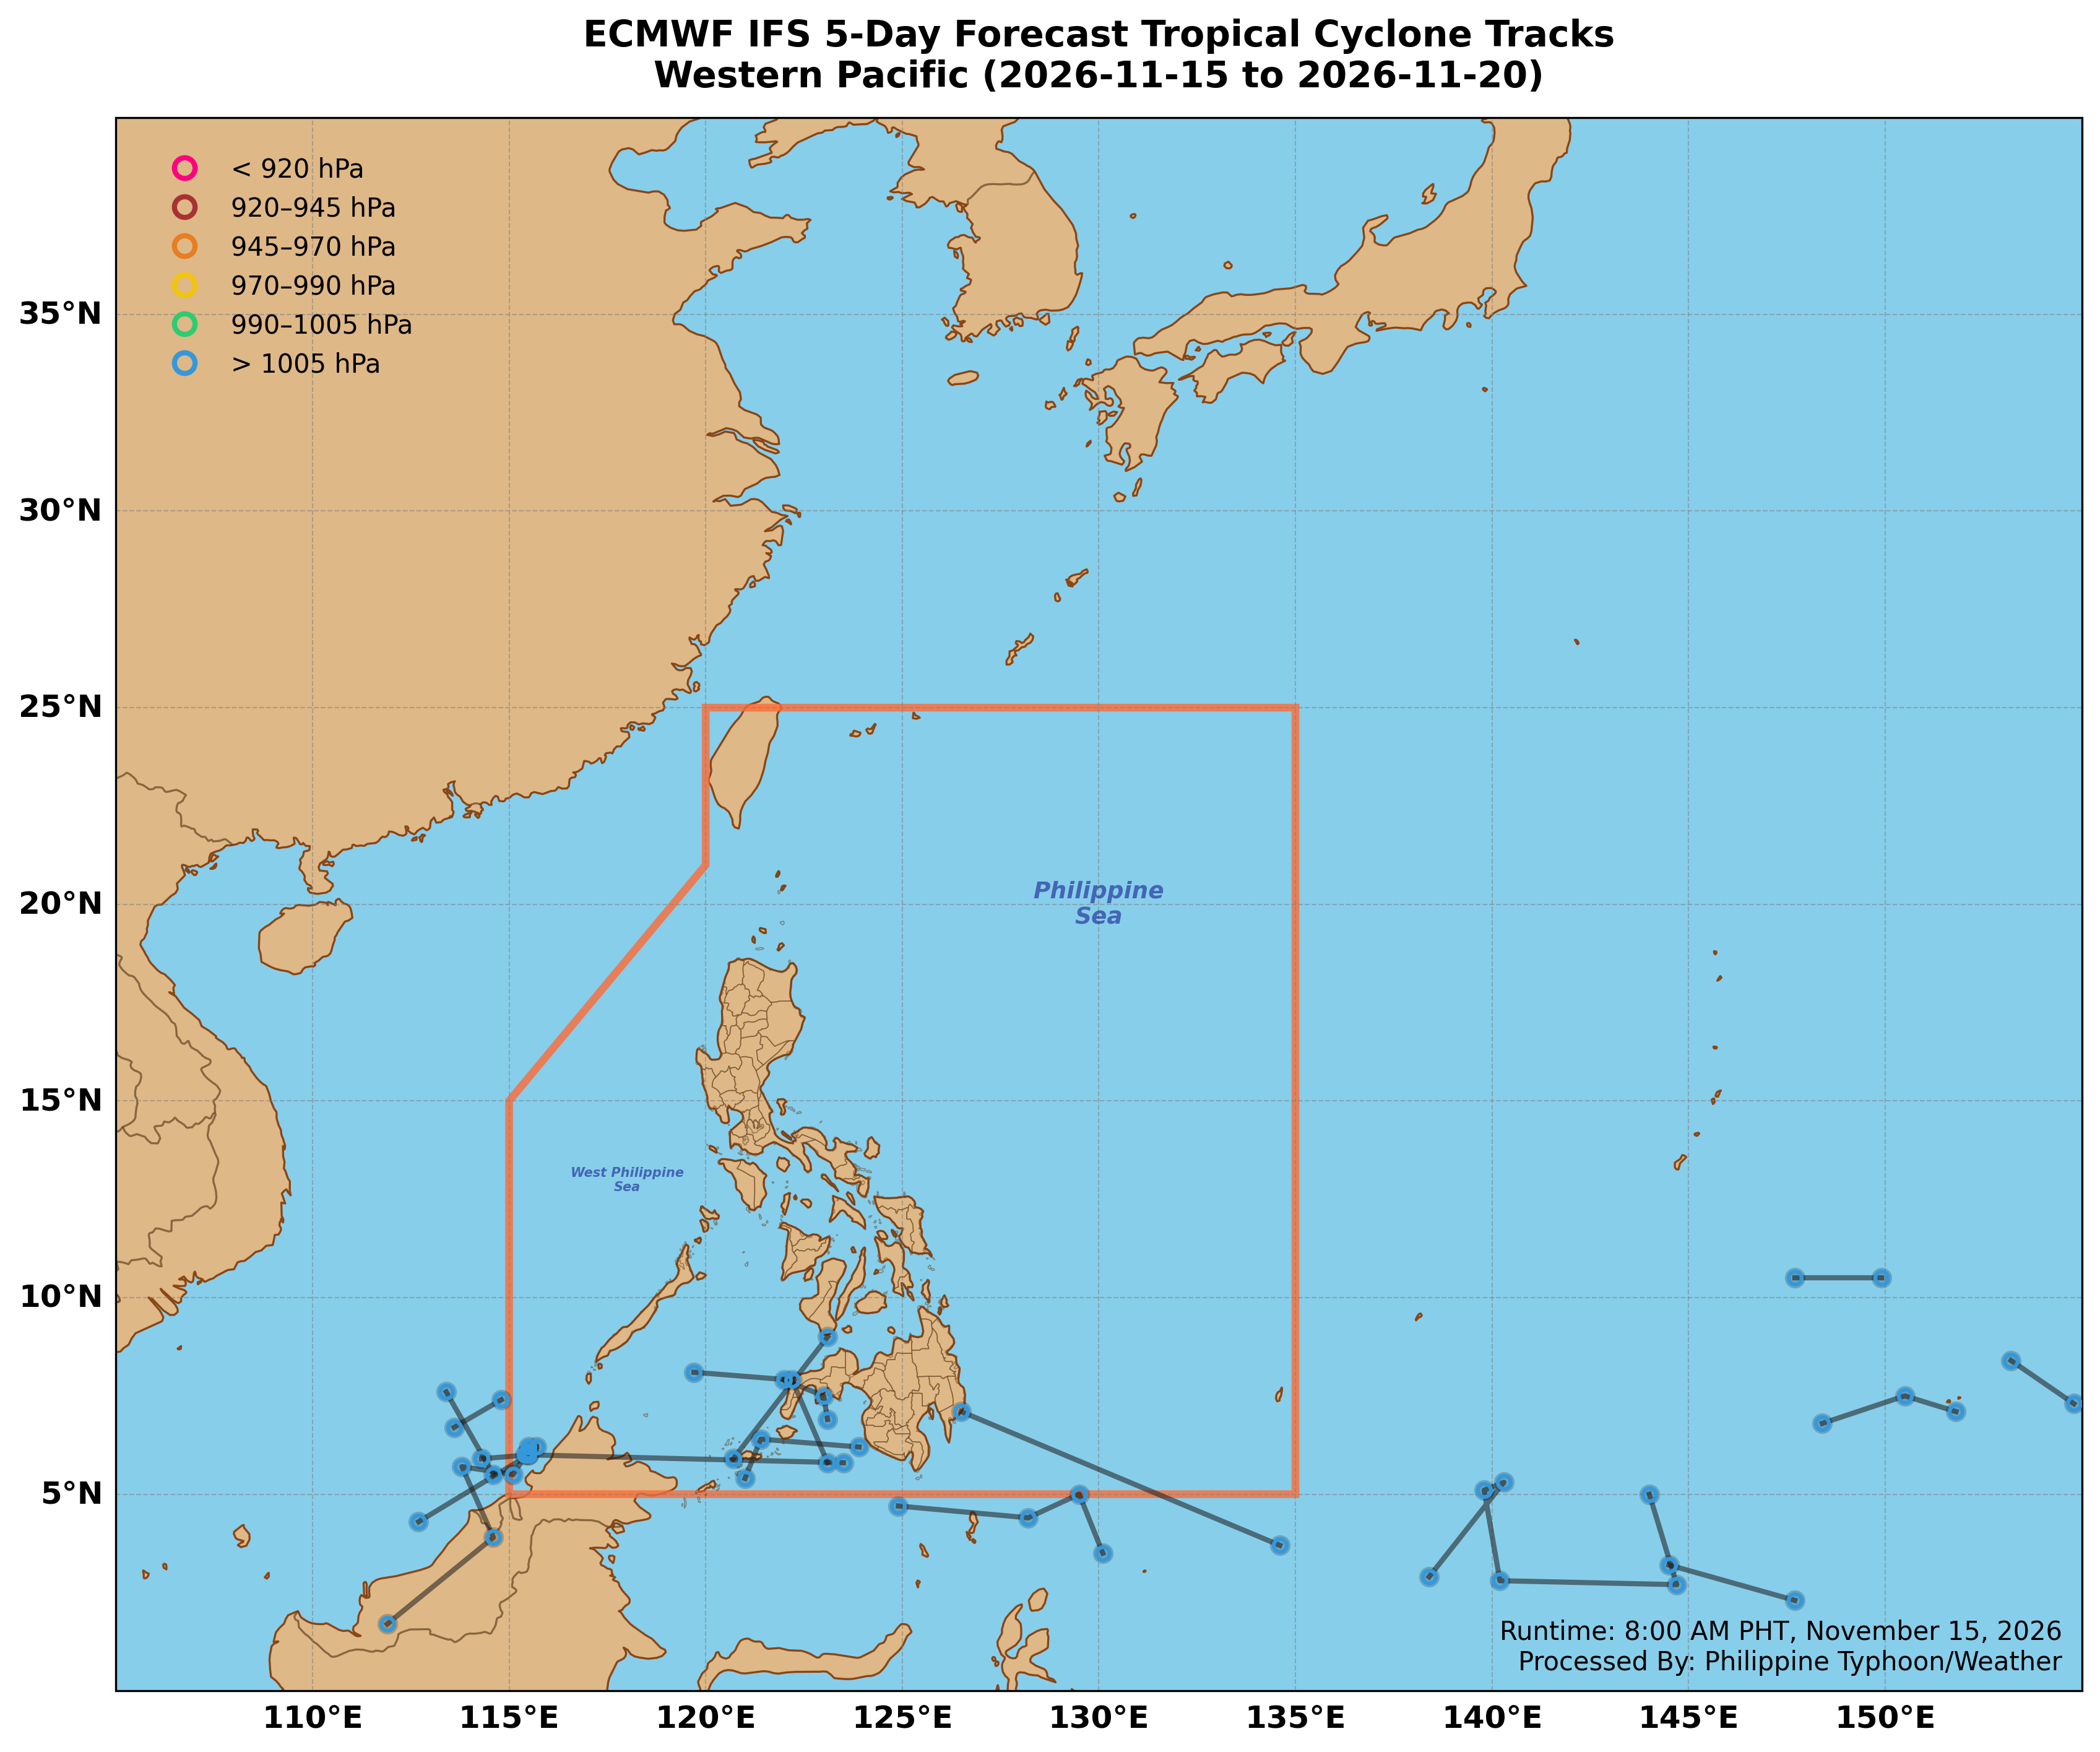 ECMWF IFS 5-Day Forecast Tropical Cyclone Tracks
Western Pacific (2026-11-15 to 2026-11-20)
< 920 hPa
920–945 hPa
945–970 hPa
970–990 hPa
990–1005 hPa
> 1005 hPa
35°N
30°N
25°N
20°N
15°N
10°N
5°N
Philippine
Sea
West Philippine
Sea
Runtime: 8:00 AM PHT, November 15, 2026
Processed By: Philippine Typhoon/Weather
110°E
115°E
120°E
125°E
130°E
135°E
140°E
145°E
150°E